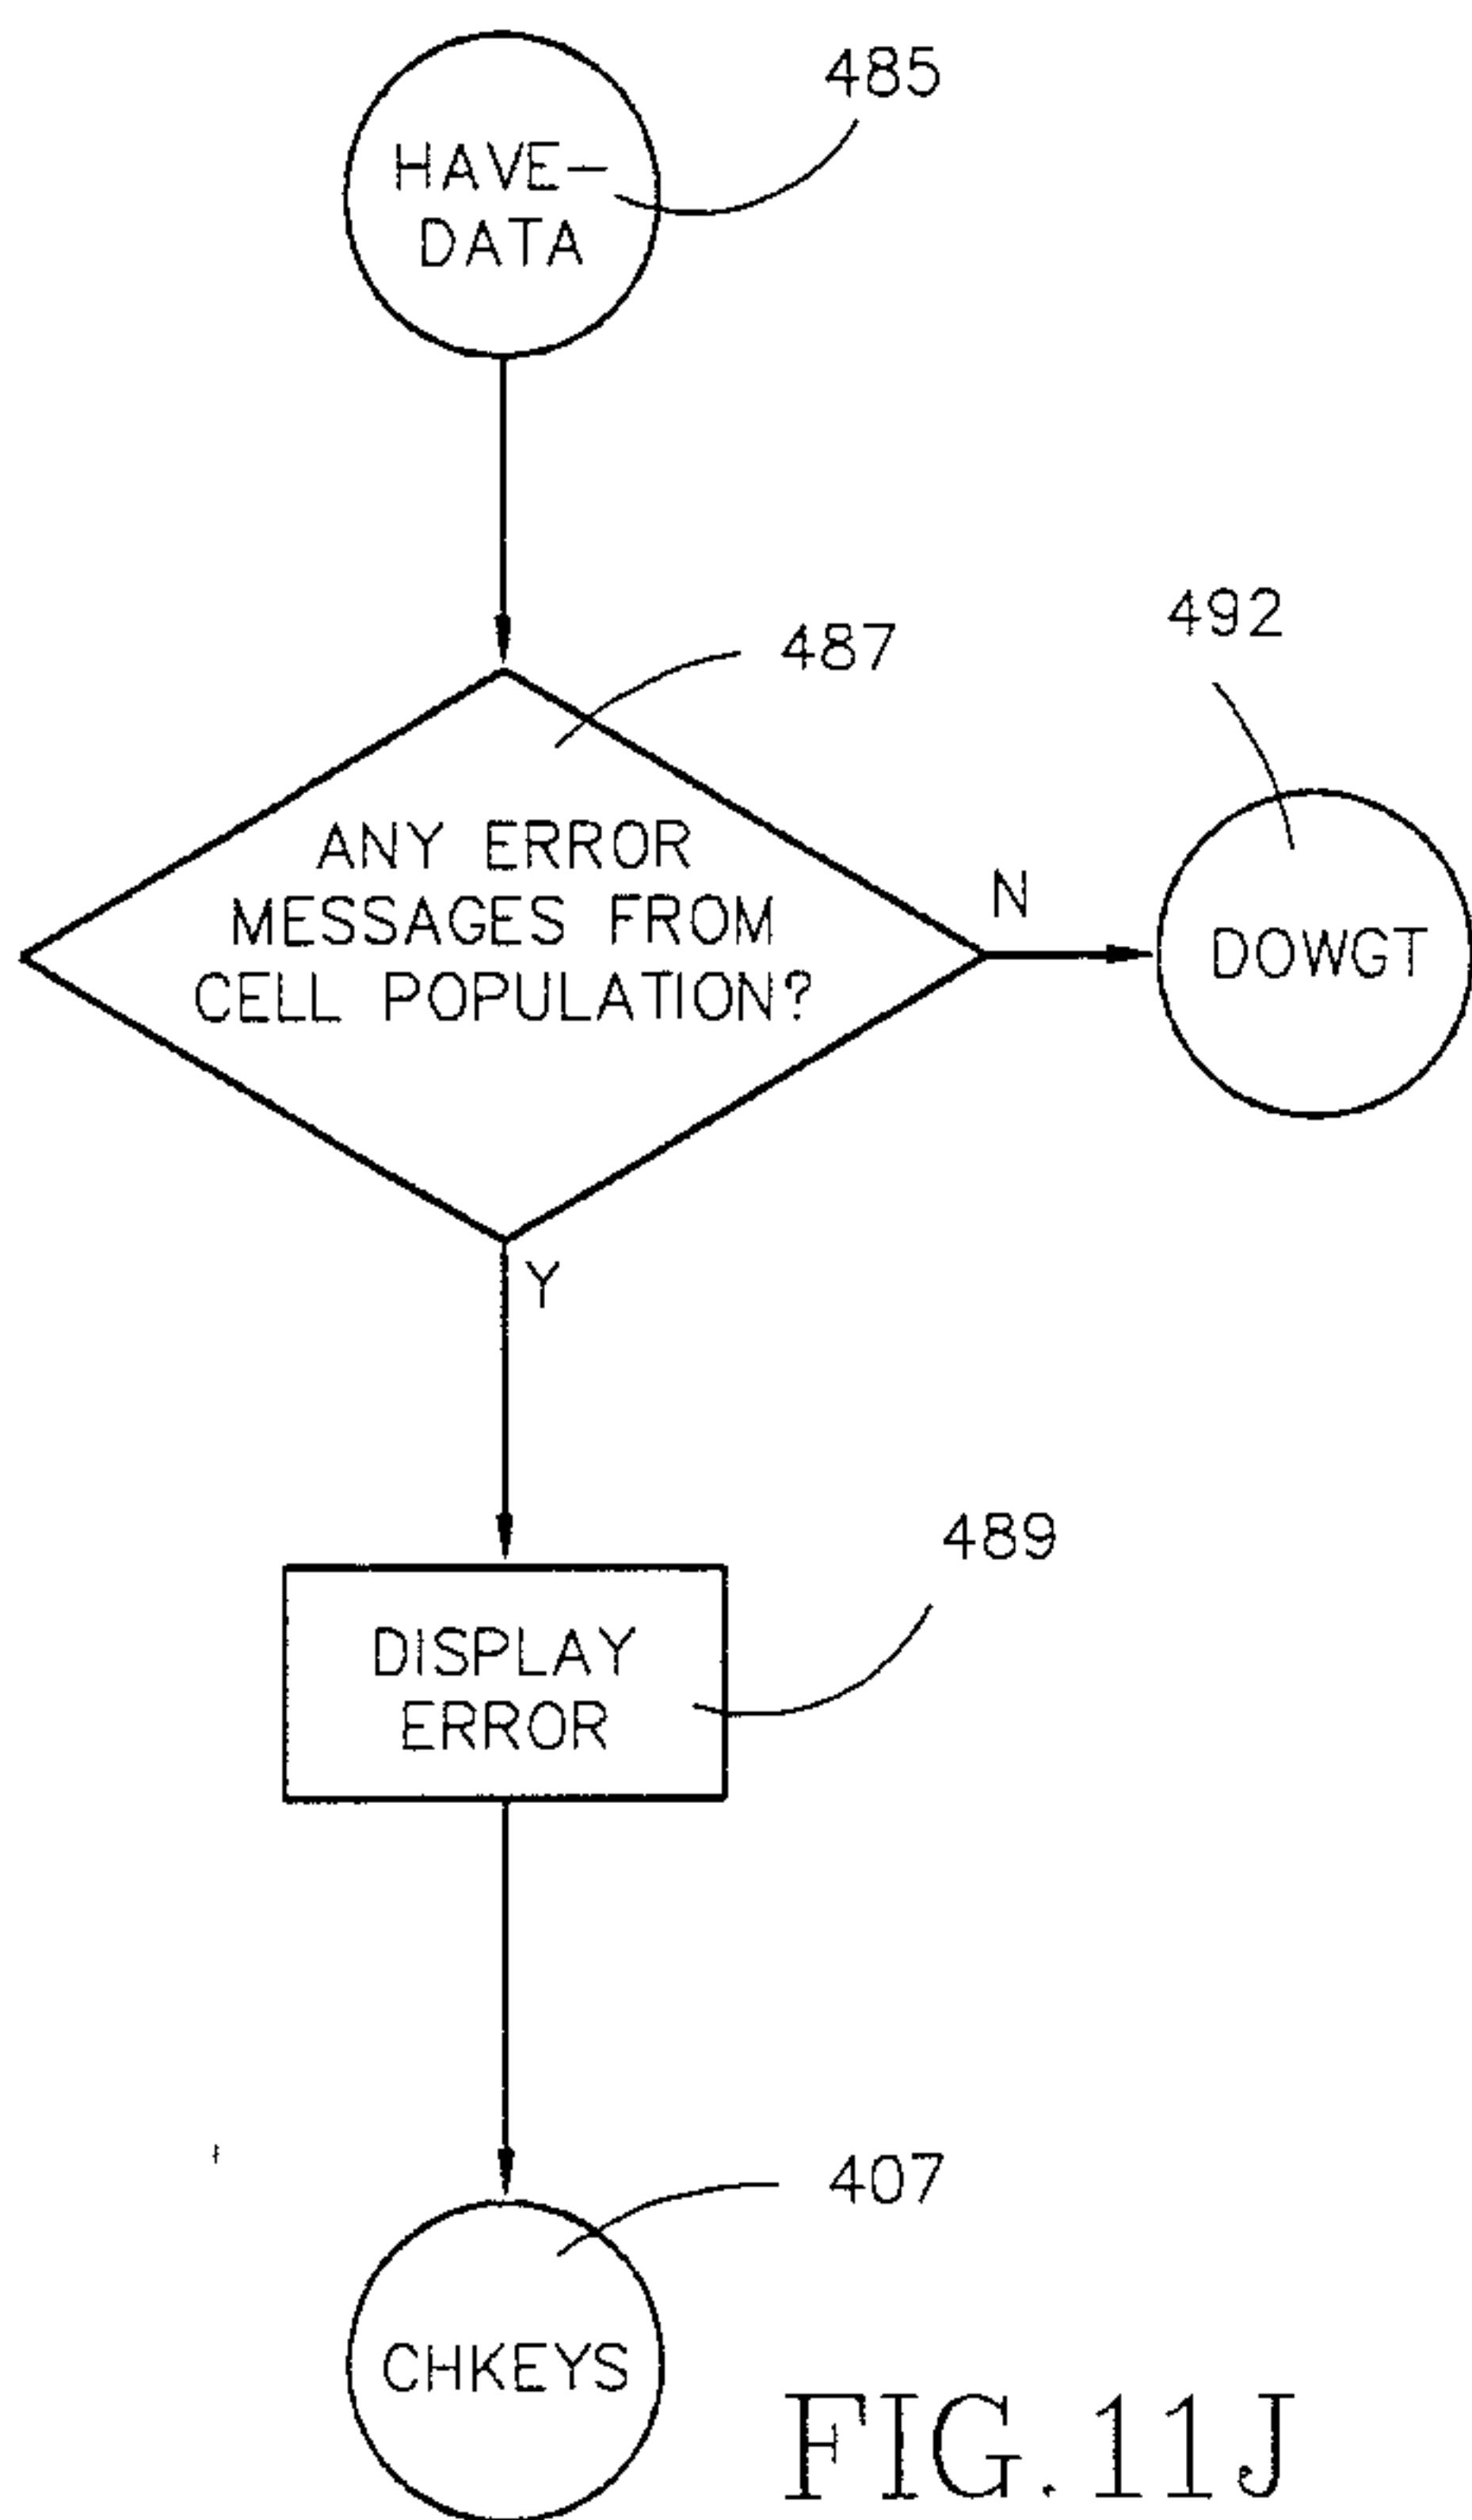 485
HAVE-
DATA
487
492
ANY ERROR
MESSAGES FROM
CELL POPULATION?
N
DOWGT
Y
489
DISPLAY
ERROR
407
CHKEYS
FIG. 11J